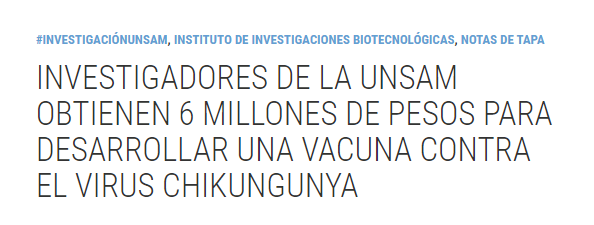 #INVESTIGACIÓNUNSAM, INSTITUTO DE INVESTIGACIONES BIOTECNOLÓGICAS, NOTAS DE TAPA
INVESTIGADORES DE LA UNSAM
OBTIENEN 6 MILLONES DE PESOS PARA
DESARROLLAR UNA VACUNA CONTRA
EL VIRUS CHIKUNGUNYA